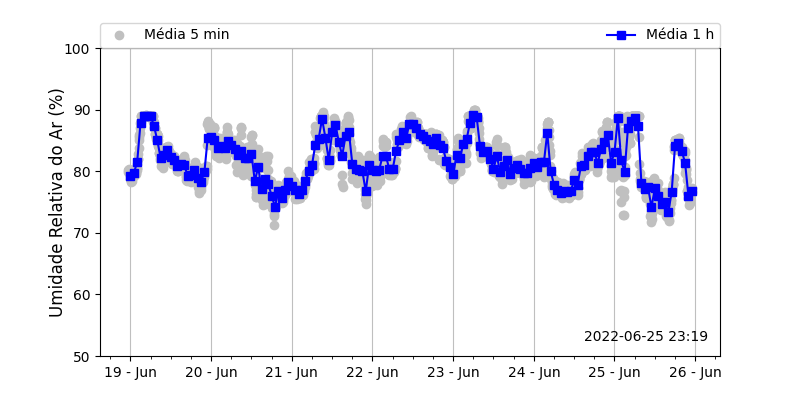 Média 5 min
Média 1 h
Umidade Relativa do Ar (%)
100
90
80
70
60
50
2022-06-25 23:19
19 - Jun
20 - Jun
21 - Jun
22 - Jun
23 - Jun
24 - Jun
25 - Jun
26 - Jun